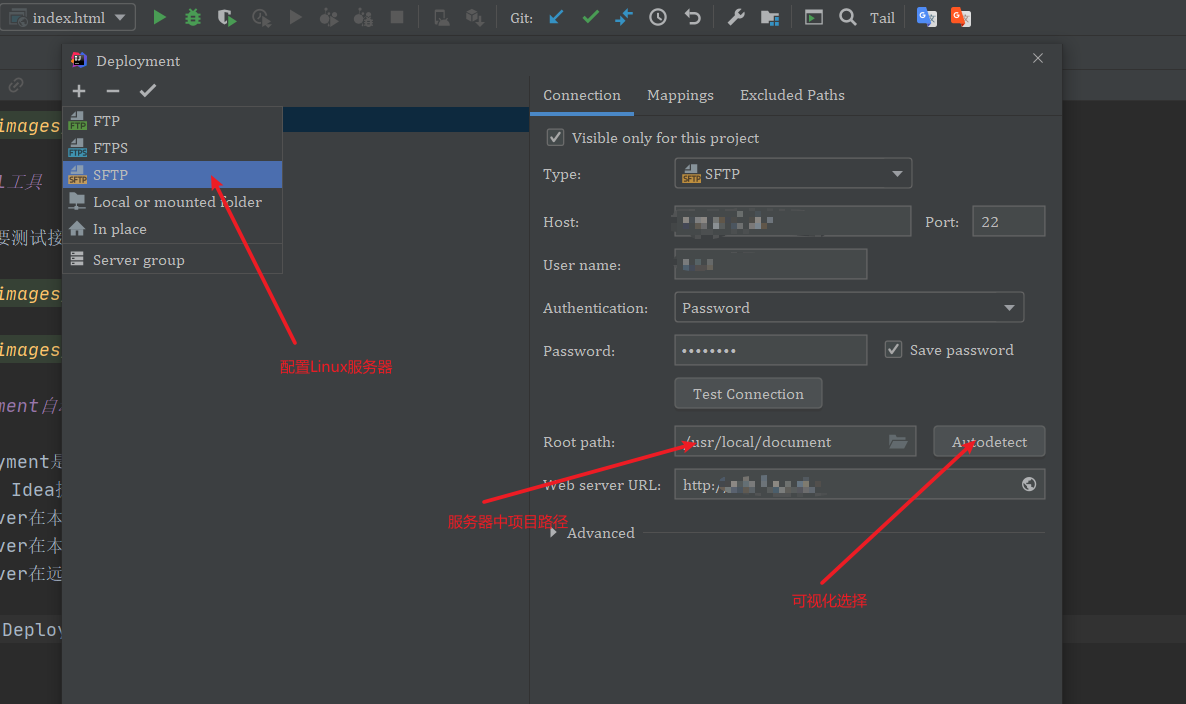 index.html
Git:
Tail
Deployment
images
工具
要测试接
images
images
ment自
yment是
Idea
ver在本
ver在本
ver在远
Deploy
FTP
FTPS
SFTP
Local or mounted folder
In place
Server group
配置Linux服务器
Connection Mappings Excluded Paths
Visible only for this project
Type: SFTP
Host: Port: 22
User name:
Authentication: Password
Password: •••••••• Save password
Test Connection
Root path: /usr/local/document Autodetect
Web server URL: http:/
服务器中项目路径
Advanced
可视化选择